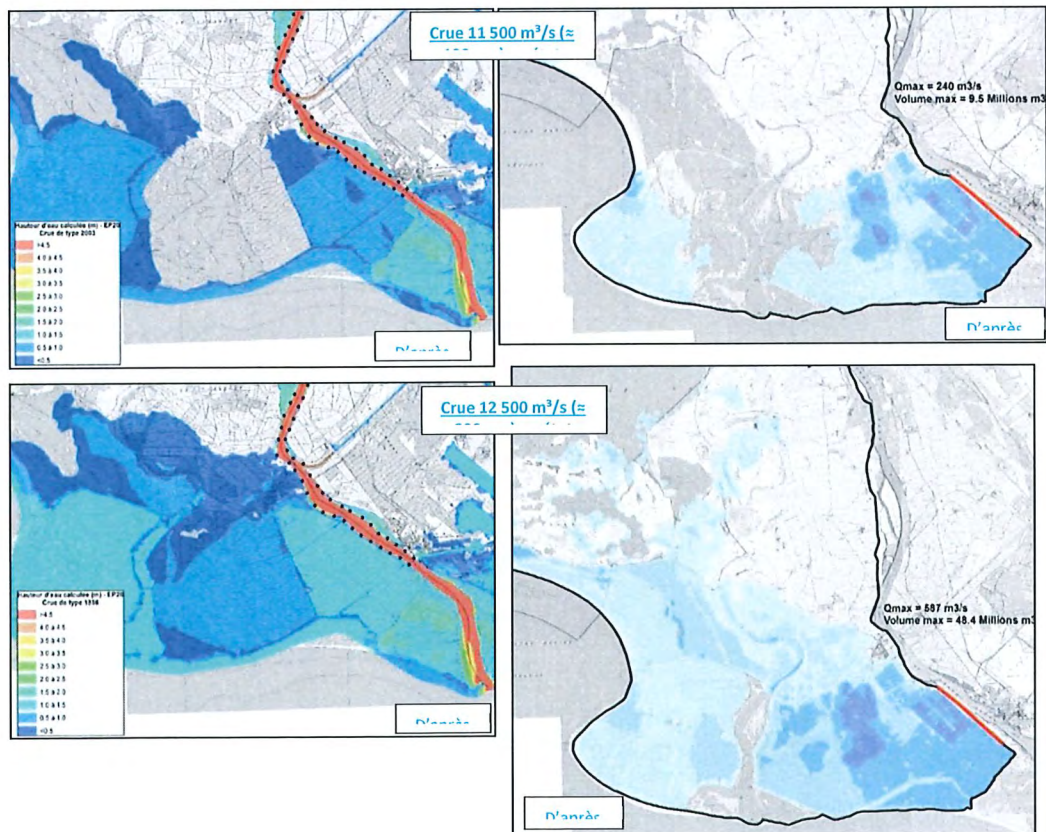 Crue 11 500 m³/s (≈
Qmax = 240 m3/s
Volume max = 9.5 Millions m3
Hauteur d'eau calculée (m) - EP20
Crue de type 2003
>4.5
4.0 à 4.5
3.5 à 4.0
3.0 à 3.5
2.5 à 3.0
2.0 à 2.5
1.5 à 2.0
1.0 à 1.5
0.5 à 1.0
<0.5
D'après
D'après
Crue 12 500 m³/s (≈
Qmax = 587 m3/s
Volume max = 48.4 Millions m3
Hauteur d'eau calculée (m) - EP20
Crue de type 1856
>4.5
4.0 à 4.5
3.5 à 4.0
3.0 à 3.5
2.5 à 3.0
2.0 à 2.5
1.5 à 2.0
1.0 à 1.5
0.5 à 1.0
<0.5
D'après
D'après